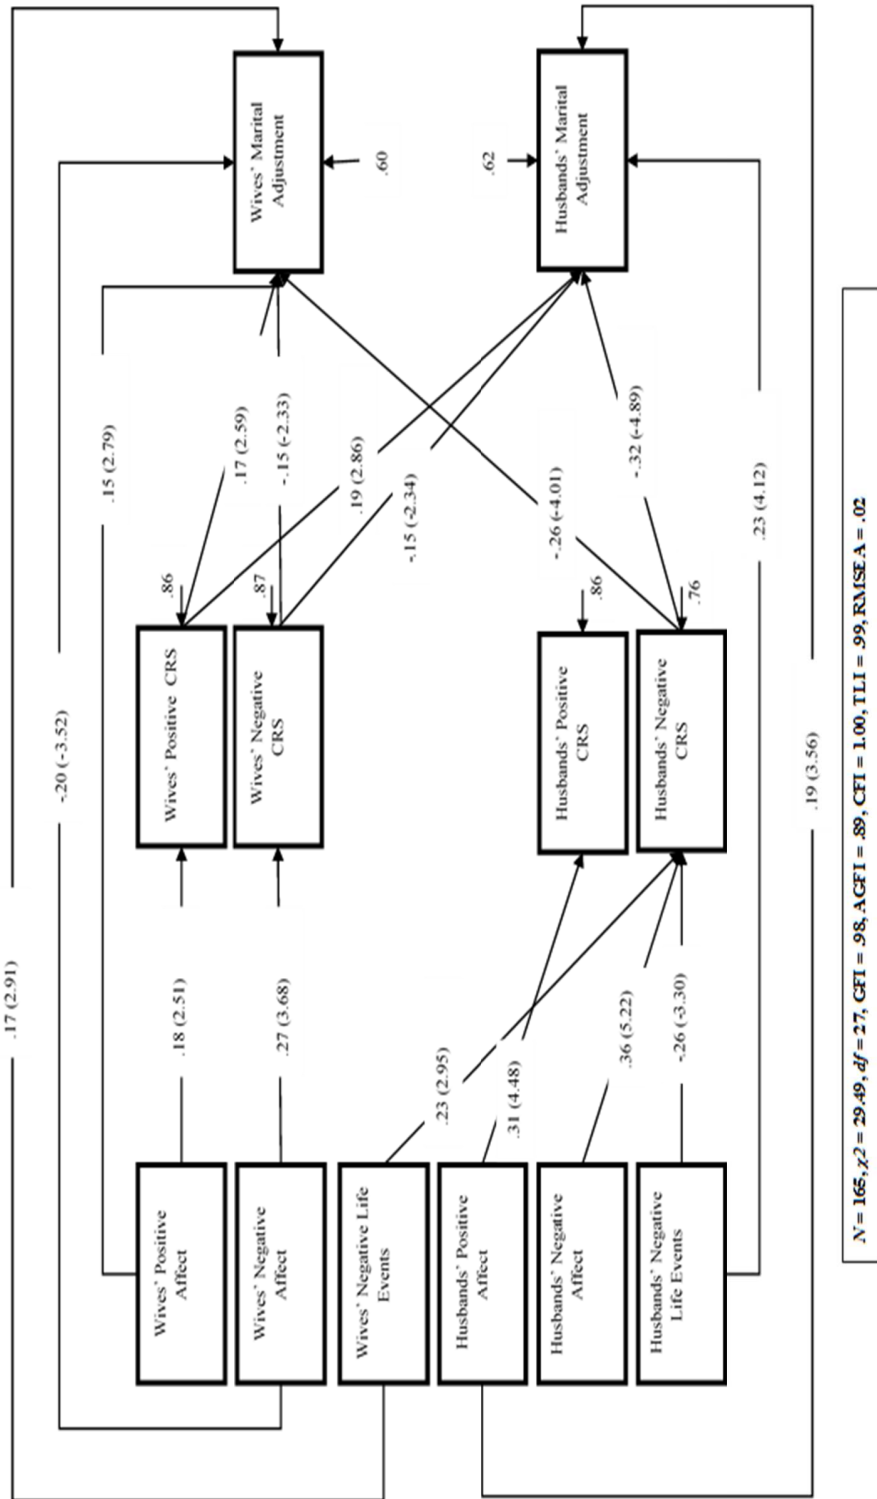 .17 (2.91)
-.20 (-3.52)
.15 (2.79)
Wives` Positive
Affect
.18 (2.51)
Wives` Positive CRS
.86
.17 (2.59)
Wives` Negative
Affect
.27 (3.68)
Wives` Negative
CRS
.87
-.15 (-2.33)
Wives` Marital
Adjustment
.60
Wives` Negative Life
Events
.23 (2.95)
.19 (2.86)
-.15 (-2.34)
Husbands` Positive
Affect
.31 (4.48)
.62
Husbands` Negative
Affect
.36 (5.22)
Husbands` Positive
CRS
.86
-.26 (-4.01)
Husbands` Marital
Adjustment
Husbands` Negative
Life Events
-.26 (-3.30)
Husbands` Negative
CRS
.76
-.32 (-4.89)
.23 (4.12)
.19 (3.56)
N = 165, χ2 = 29.49, df = 27, GFI = .98, AGFI = .89, CFI = 1.00, TLI = .99, RMSEA = .02